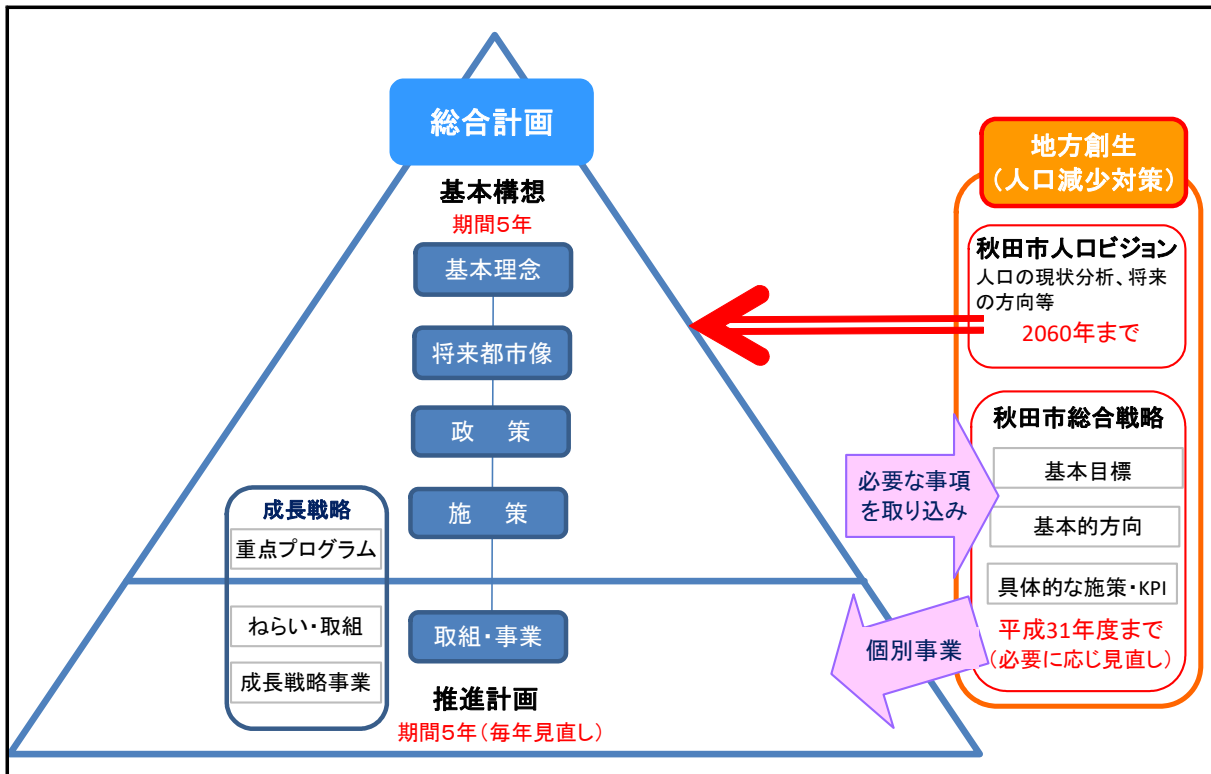 総合計画
基本構想
期間5年
基本理念
将来都市像
政　策
施　策
成長戦略
重点プログラム
ねらい・取組
成長戦略事業
取組・事業
推進計画
期間5年（毎年見直し）
必要な事項
を取り込み
個別事業
地方創生
（人口減少対策）
秋田市人口ビジョン
人口の現状分析、将来
の方向等
2060年まで
秋田市総合戦略
基本目標
基本的方向
具体的な施策・KPI
平成31年度まで
（必要に応じ見直し）